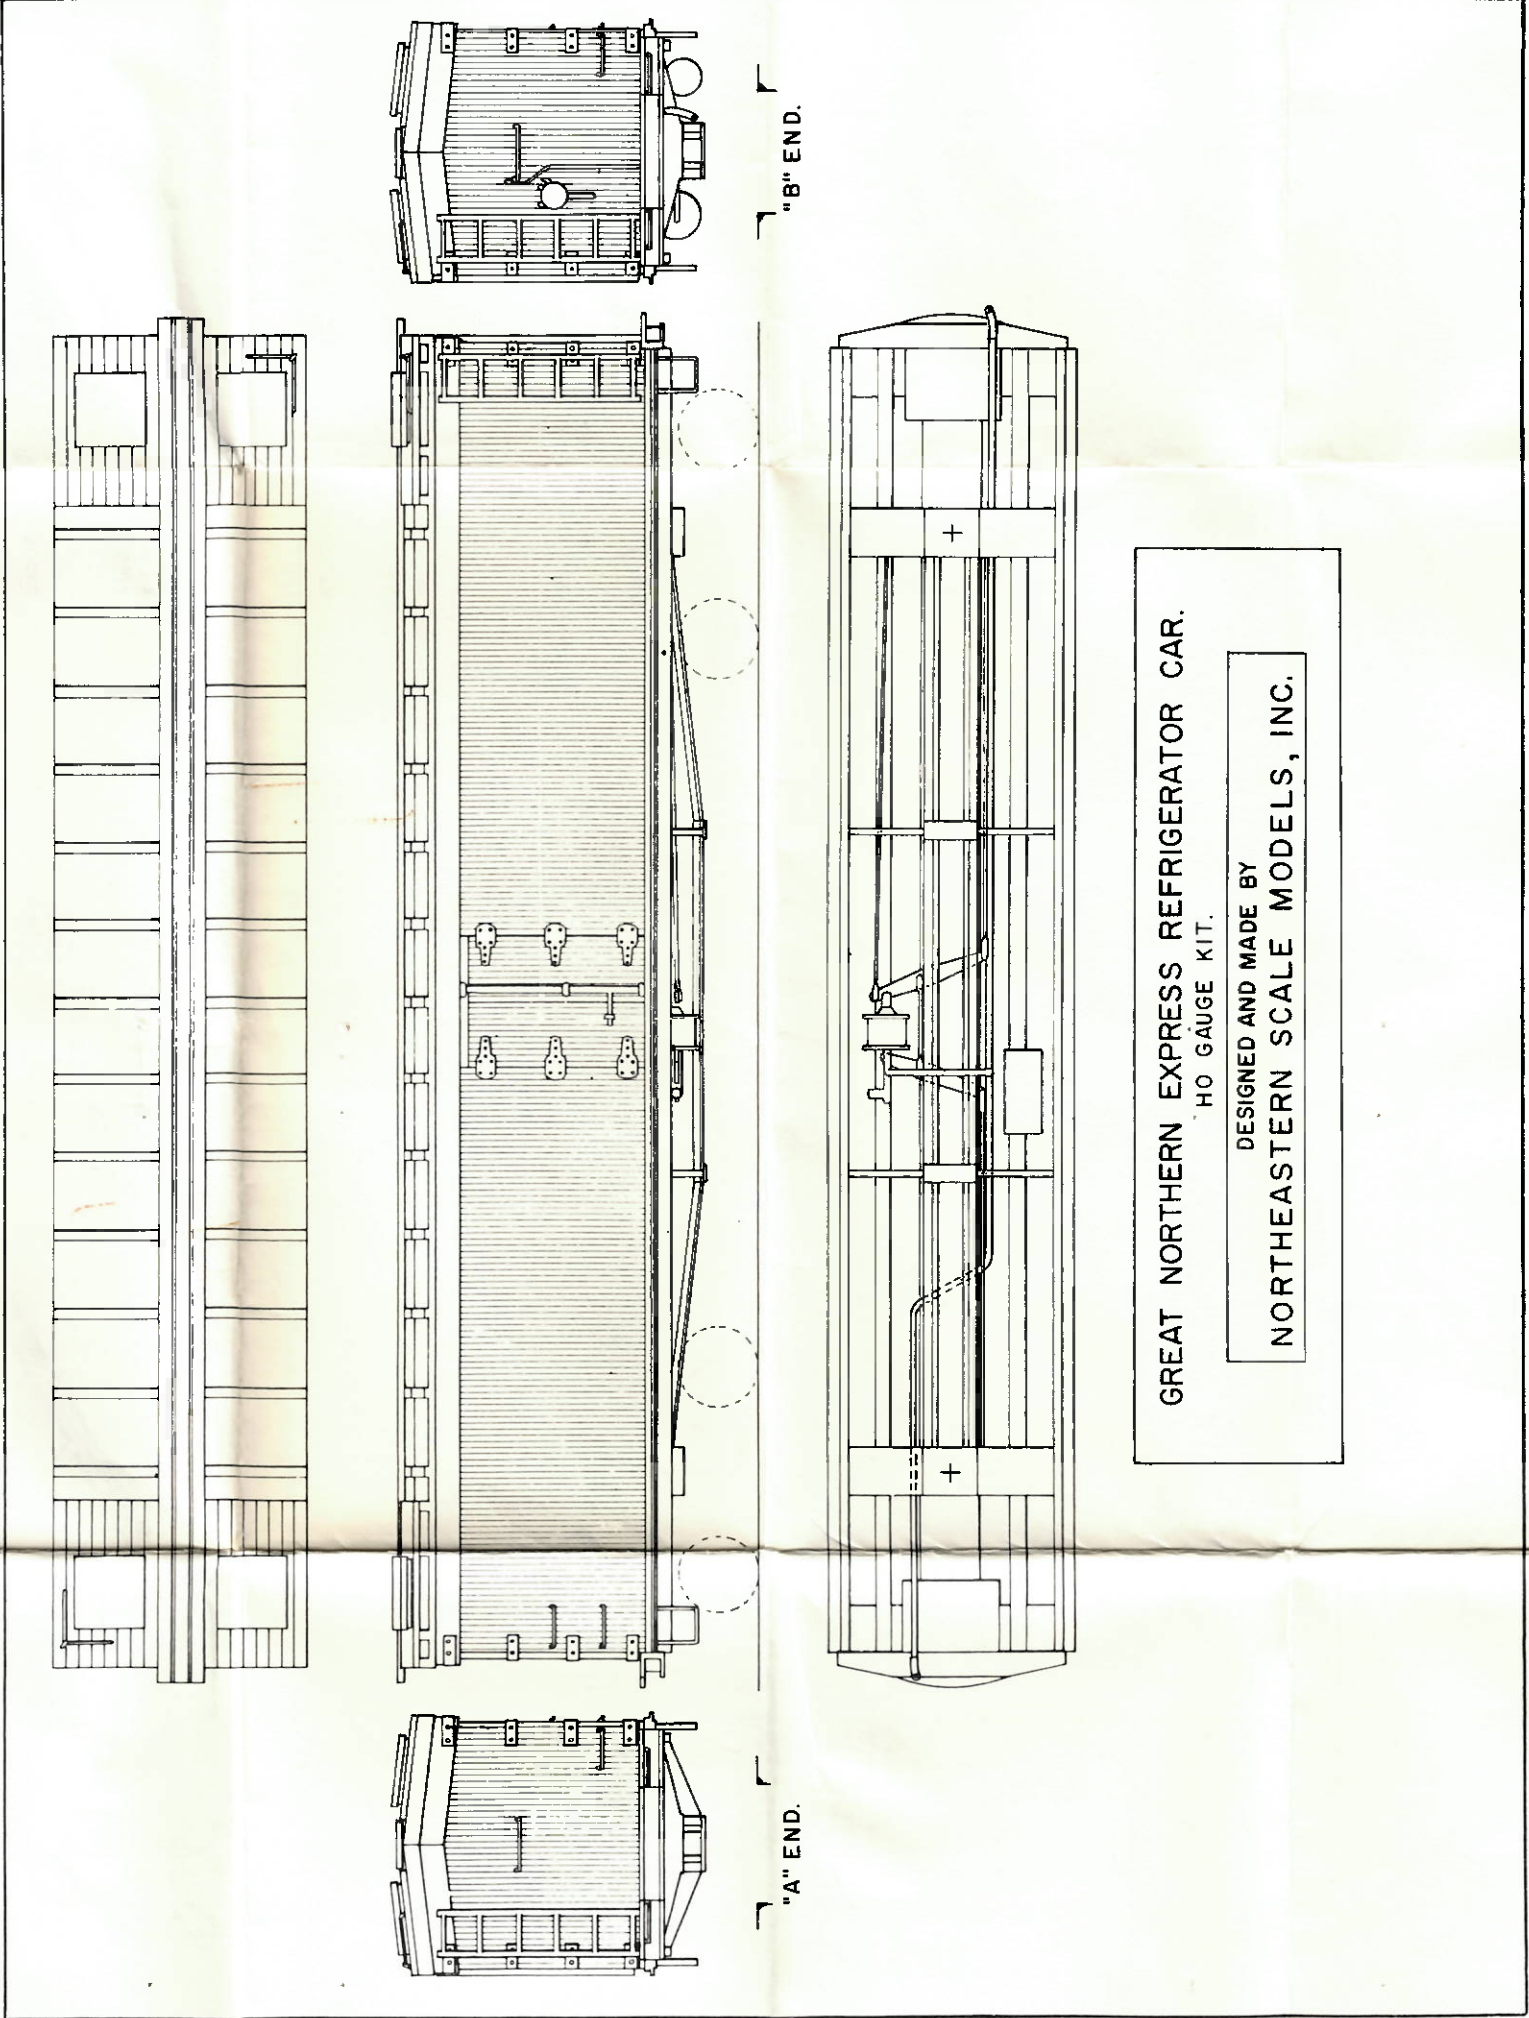 "B" END.
"A" END.
GREAT NORTHERN EXPRESS REFRIGERATOR CAR.
HO GAUGE KIT.
DESIGNED AND MADE BY
NORTHEASTERN SCALE MODELS, INC.